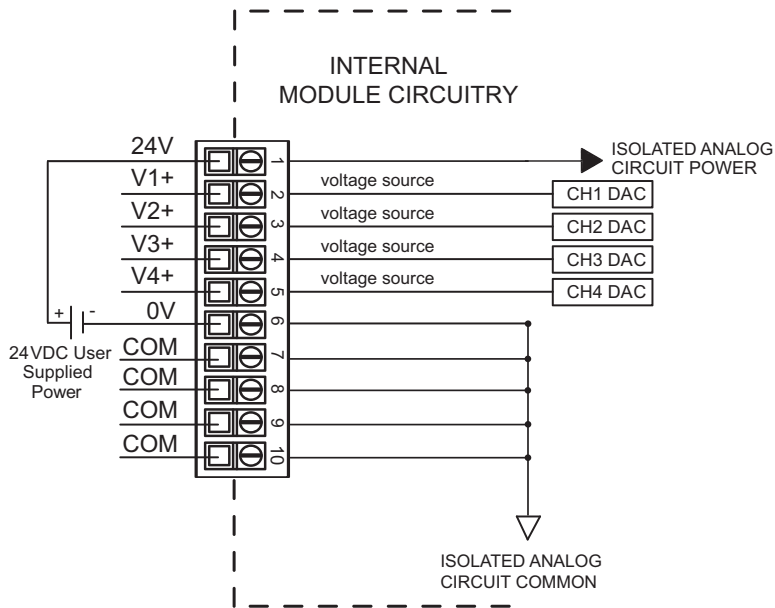 INTERNAL
MODULE CIRCUITRY
24V
1
ISOLATED ANALOG
CIRCUIT POWER
V1+
2
voltage source
CH1 DAC
V2+
3
voltage source
CH2 DAC
V3+
4
voltage source
CH3 DAC
V4+
5
voltage source
CH4 DAC
+ -
0V
6
24VDC User
Supplied
Power
COM
7
COM
8
COM
9
COM
10
ISOLATED ANALOG
CIRCUIT COMMON